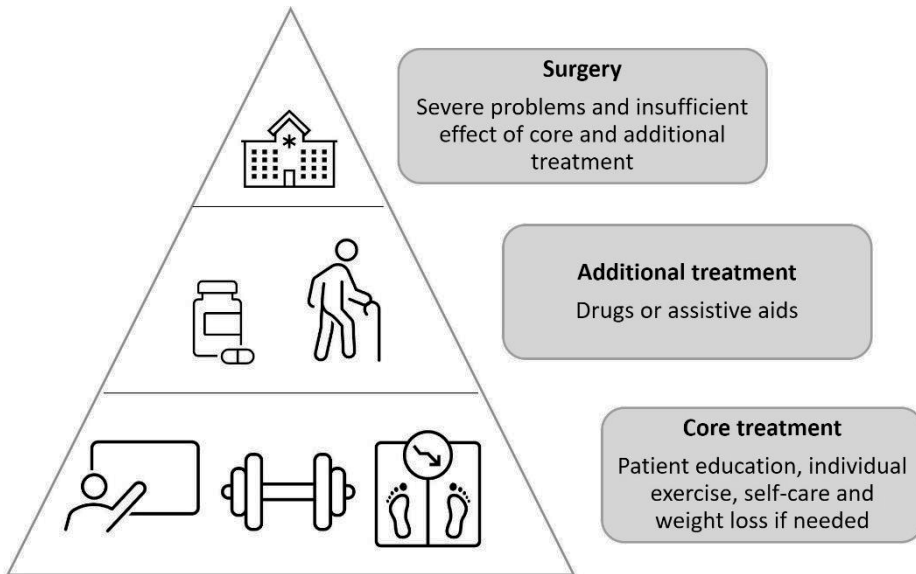 Surgery
Severe problems and insufficient
effect of core and additional
treatment
Additional treatment
Drugs or assistive aids
Core treatment
Patient education, individual
exercise, self-care and
weight loss if needed